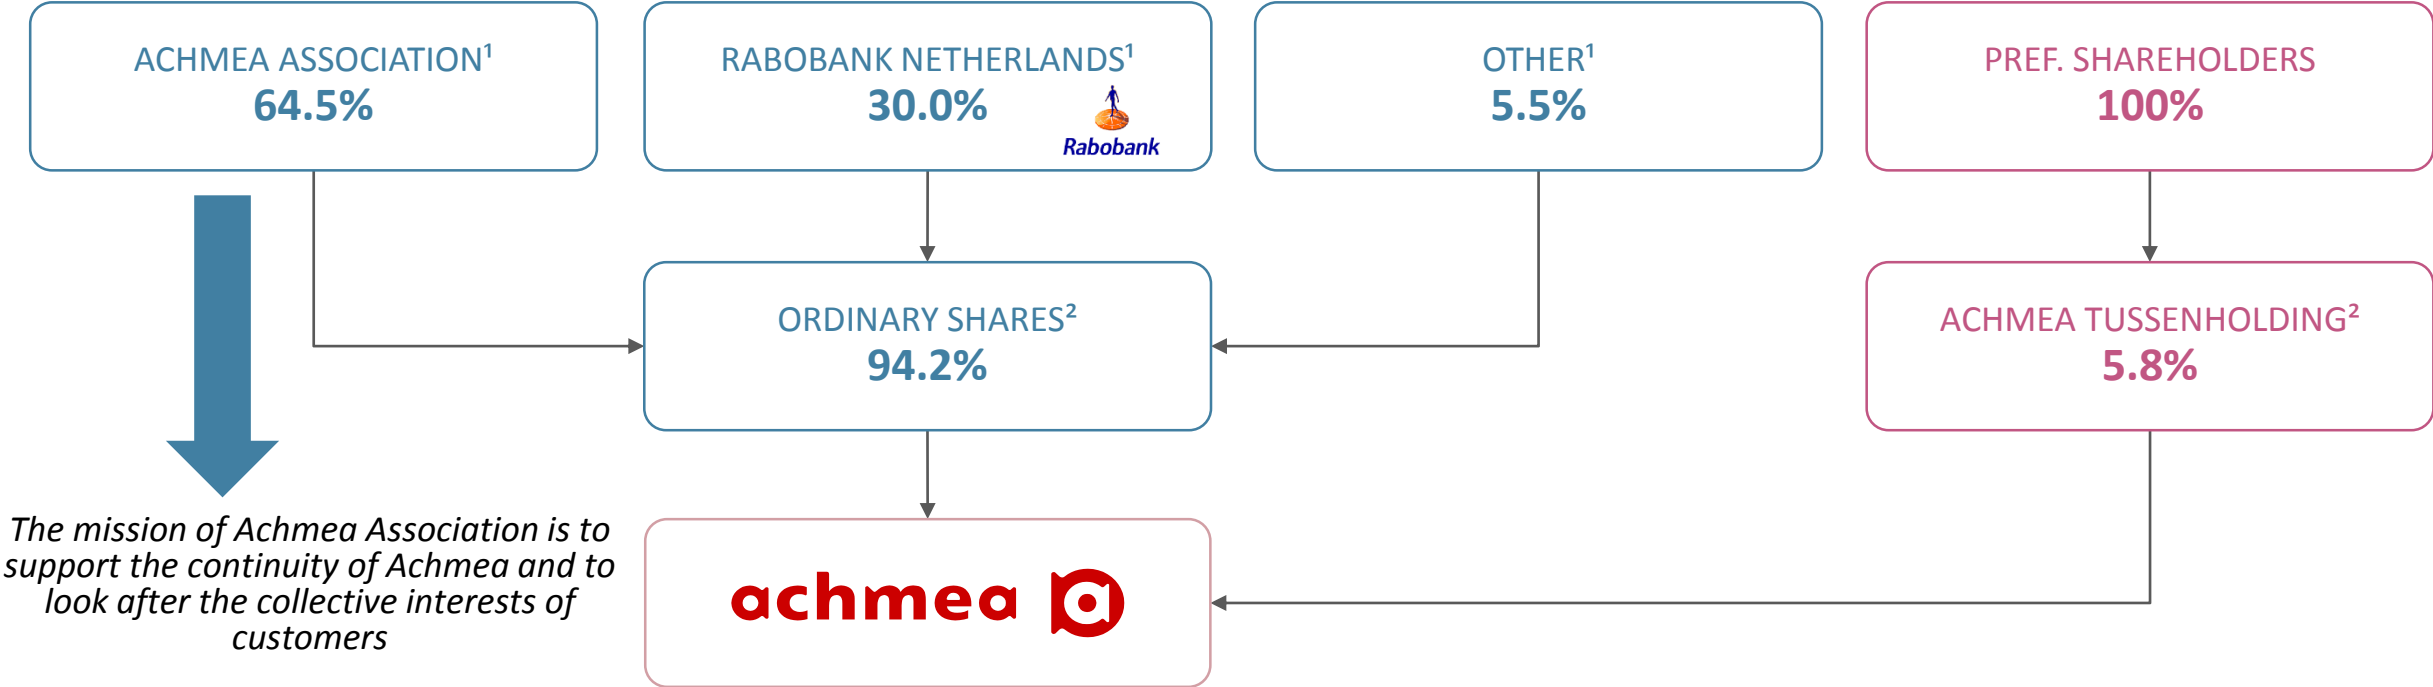 ACHMEA ASSOCIATION¹
64.5%
RABOBANK NETHERLANDS¹
30.0%
Rabobank
OTHER¹
5.5%
PREF. SHAREHOLDERS
100%
ORDINARY SHARES²
94.2%
ACHMEA TUSSENHOLDING²
5.8%
The mission of Achmea Association is to
support the continuity of Achmea and to
look after the collective interests of
customers
achmea